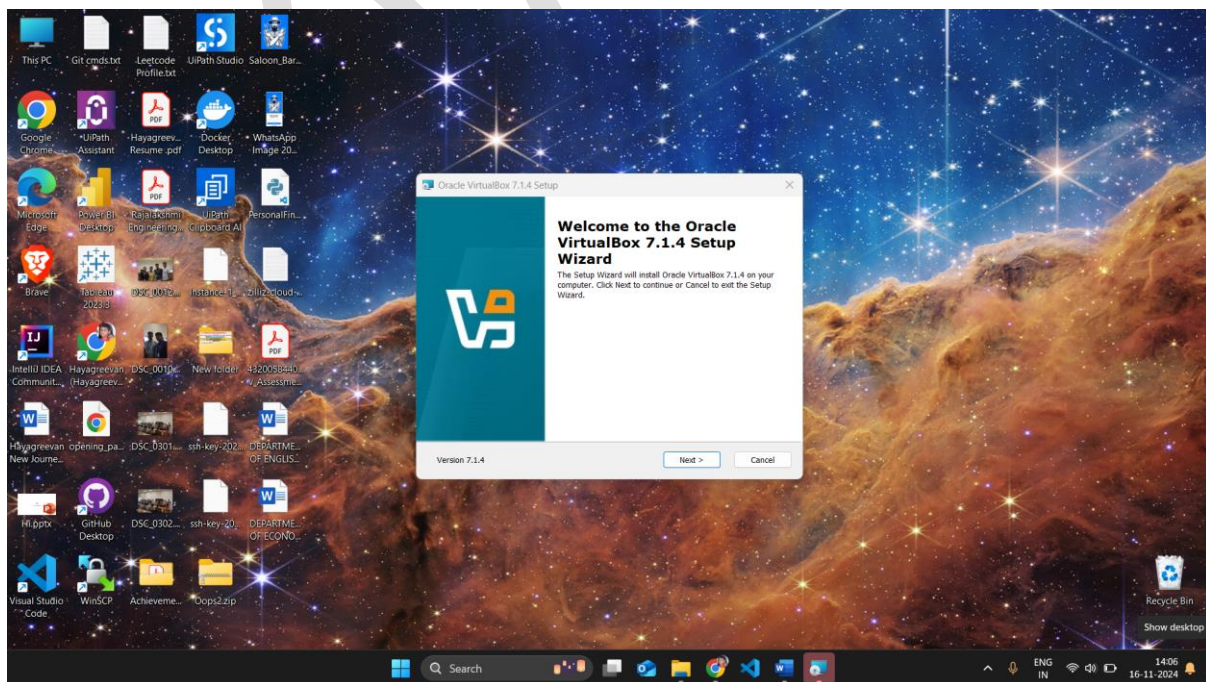 This PC
Git cmds.txt
Leetcode
Profile.txt
UiPath Studio
Saloon_Bar...
Google
Chrome
UiPath
Assistant
Hayagreev...
Resume .pdf
Docker
Desktop
WhatsApp
Image 20...
Microsoft
Edge
Power BI
Desktop
Rajalakshmi
Engineering...
UiPath
Clipboard AI
PersonalFin...
Brave
Tableau
2023.3
DSC_0012...
instance-1_...
zilliz-cloud-...
IntelliJ IDEA
Communit...
Hayagreevan
(Hayagreev...
DSC_0010...
New folder
4320058440...
Assessme...
Hayagreevan
New Journe...
opening_pa...
DSC_0301....
ssh-key-202...
DEPARTME...
OF ENGLIS...
HI.pptx
GitHub
Desktop
DSC_0302....
ssh-key-20...
DEPARTME...
OF ECONO...
Visual Studio
Code
WinSCP
Achieveme...
Oops2.zip
Oracle VirtualBox 7.1.4 Setup
Welcome to the Oracle
VirtualBox 7.1.4 Setup
Wizard
The Setup Wizard will install Oracle VirtualBox 7.1.4 on your
computer. Click Next to continue or Cancel to exit the Setup
Wizard.
Version 7.1.4
Next >
Cancel
Recycle Bin
Show desktop
Search
ENG
IN
14:06
16-11-2024